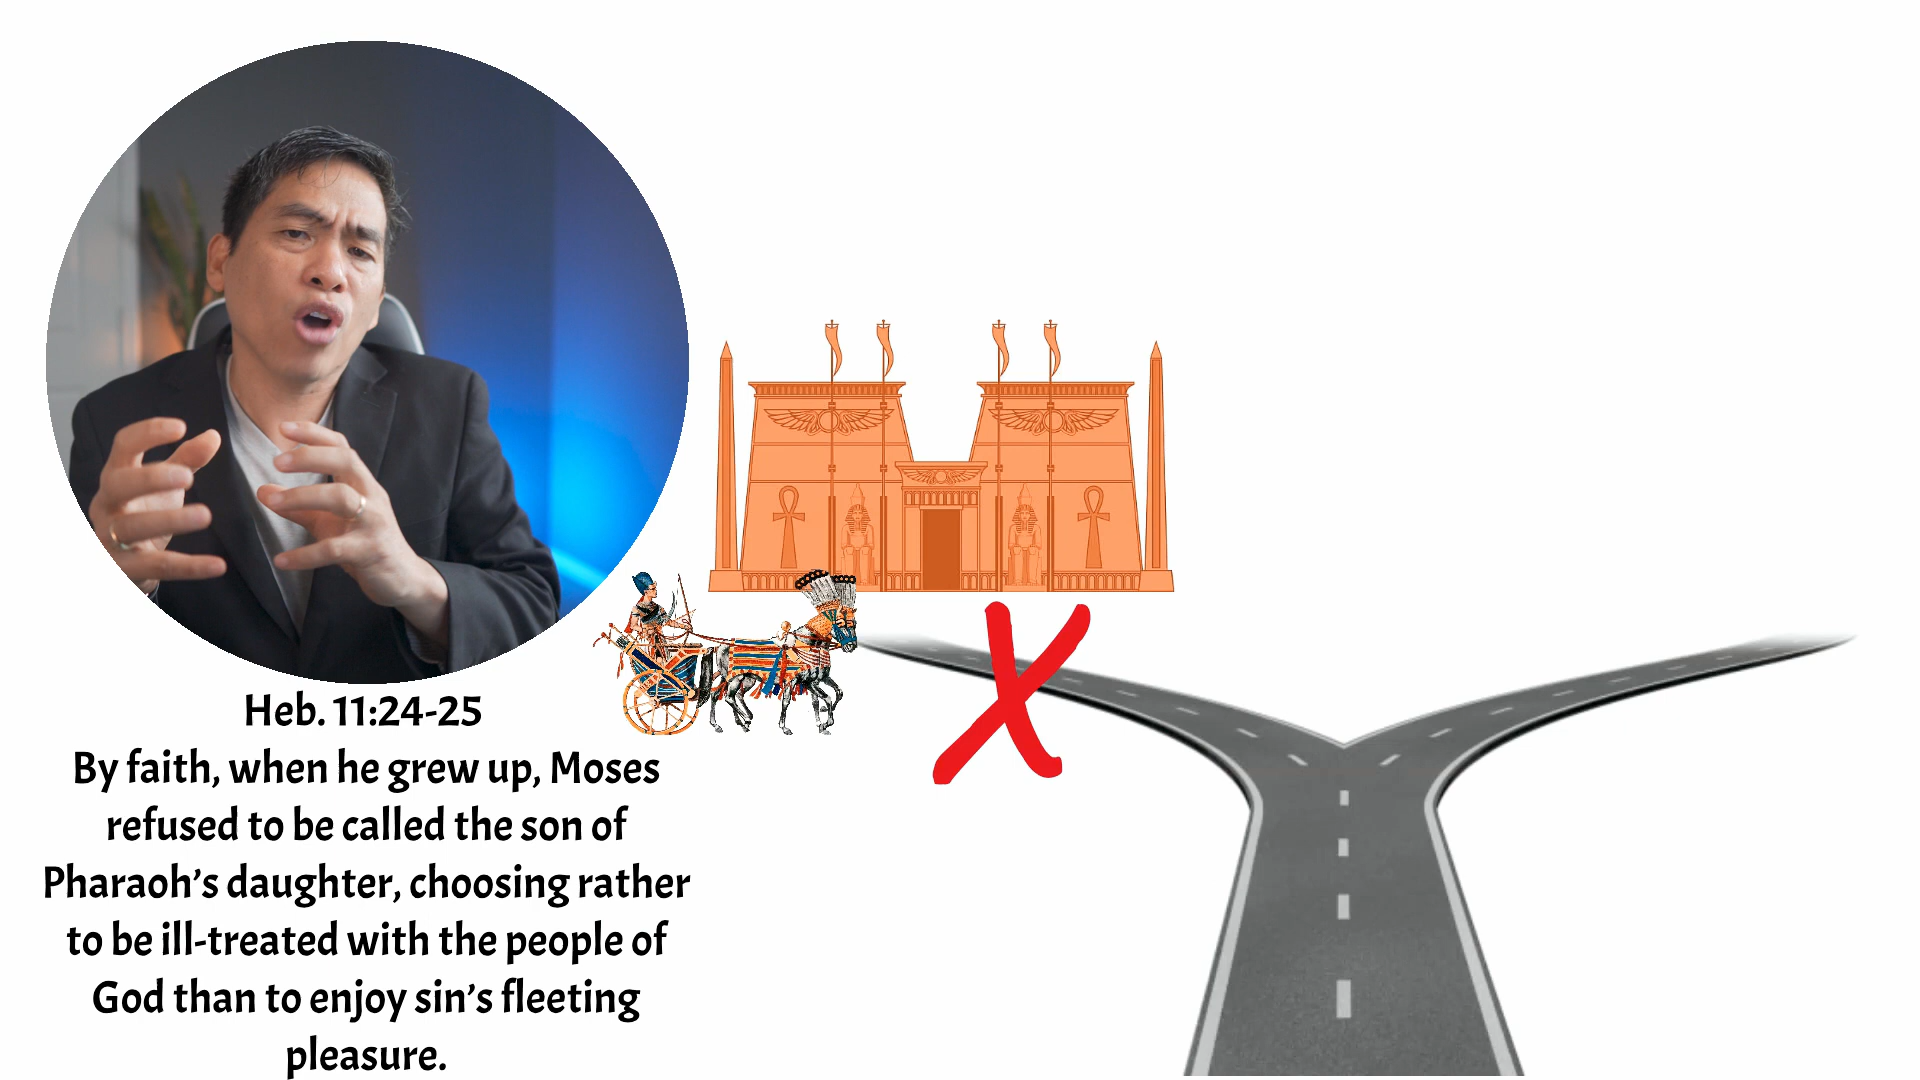 Heb. 11:24-25
By faith, when he grew up, Moses
refused to be called the son of
Pharaoh’s daughter, choosing rather
to be ill-treated with the people of
God than to enjoy sin’s fleeting
pleasure.